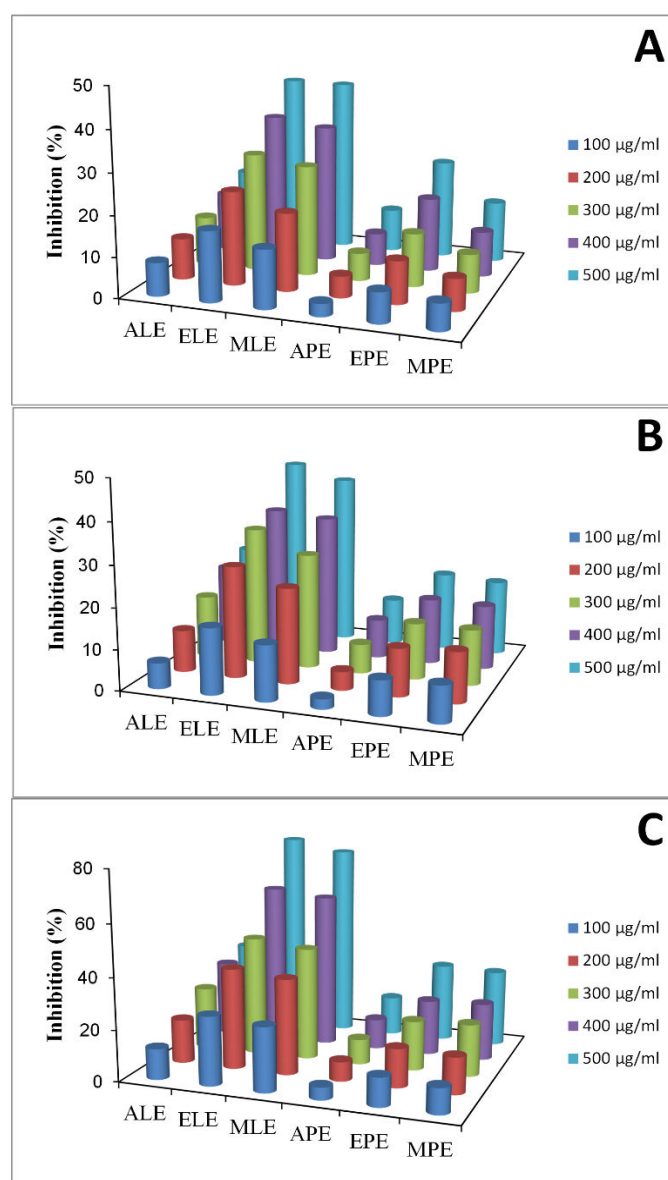 A
Inhibition (%)
50
40
30
20
10
0
ALE
ELE
MLE
APE
EPE
MPE
100 µg/ml
200 µg/ml
300 µg/ml
400 µg/ml
500 µg/ml
B
Inhibition (%)
50
40
30
20
10
0
ALE
ELE
MLE
APE
EPE
MPE
100 µg/ml
200 µg/ml
300 µg/ml
400 µg/ml
500 µg/ml
C
Inhibition (%)
80
60
40
20
0
ALE
ELE
MLE
APE
EPE
MPE
100 µg/ml
200 µg/ml
300 µg/ml
400 µg/ml
500 µg/ml